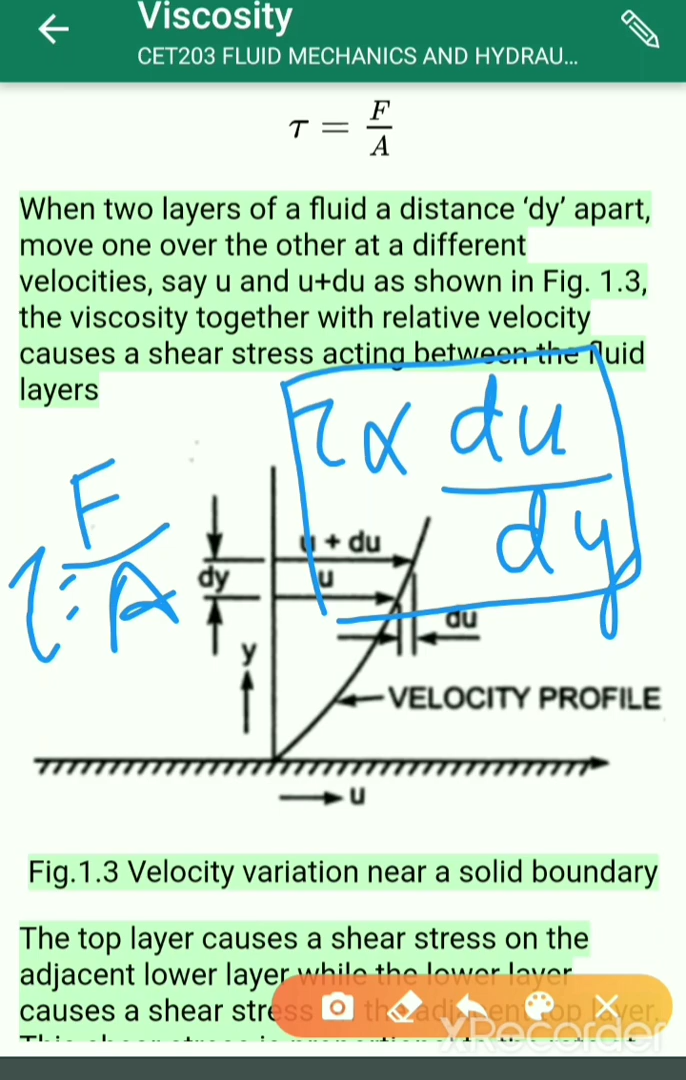 Viscosity
CET203 FLUID MECHANICS AND HYDRAU...
τ = F/A
When two layers of a fluid a distance ‘dy’ apart,
move one over the other at a different
velocities, say u and u+du as shown in Fig. 1.3,
the viscosity together with relative velocity
causes a shear stress acting between the fluid
layers
τ α du/dy
τ = F/A
u + du
dy
u
du
y
VELOCITY PROFILE
u
Fig.1.3 Velocity variation near a solid boundary
The top layer causes a shear stress on the
adjacent lower layer while the lower layer
causes a shear stress
XRecorder